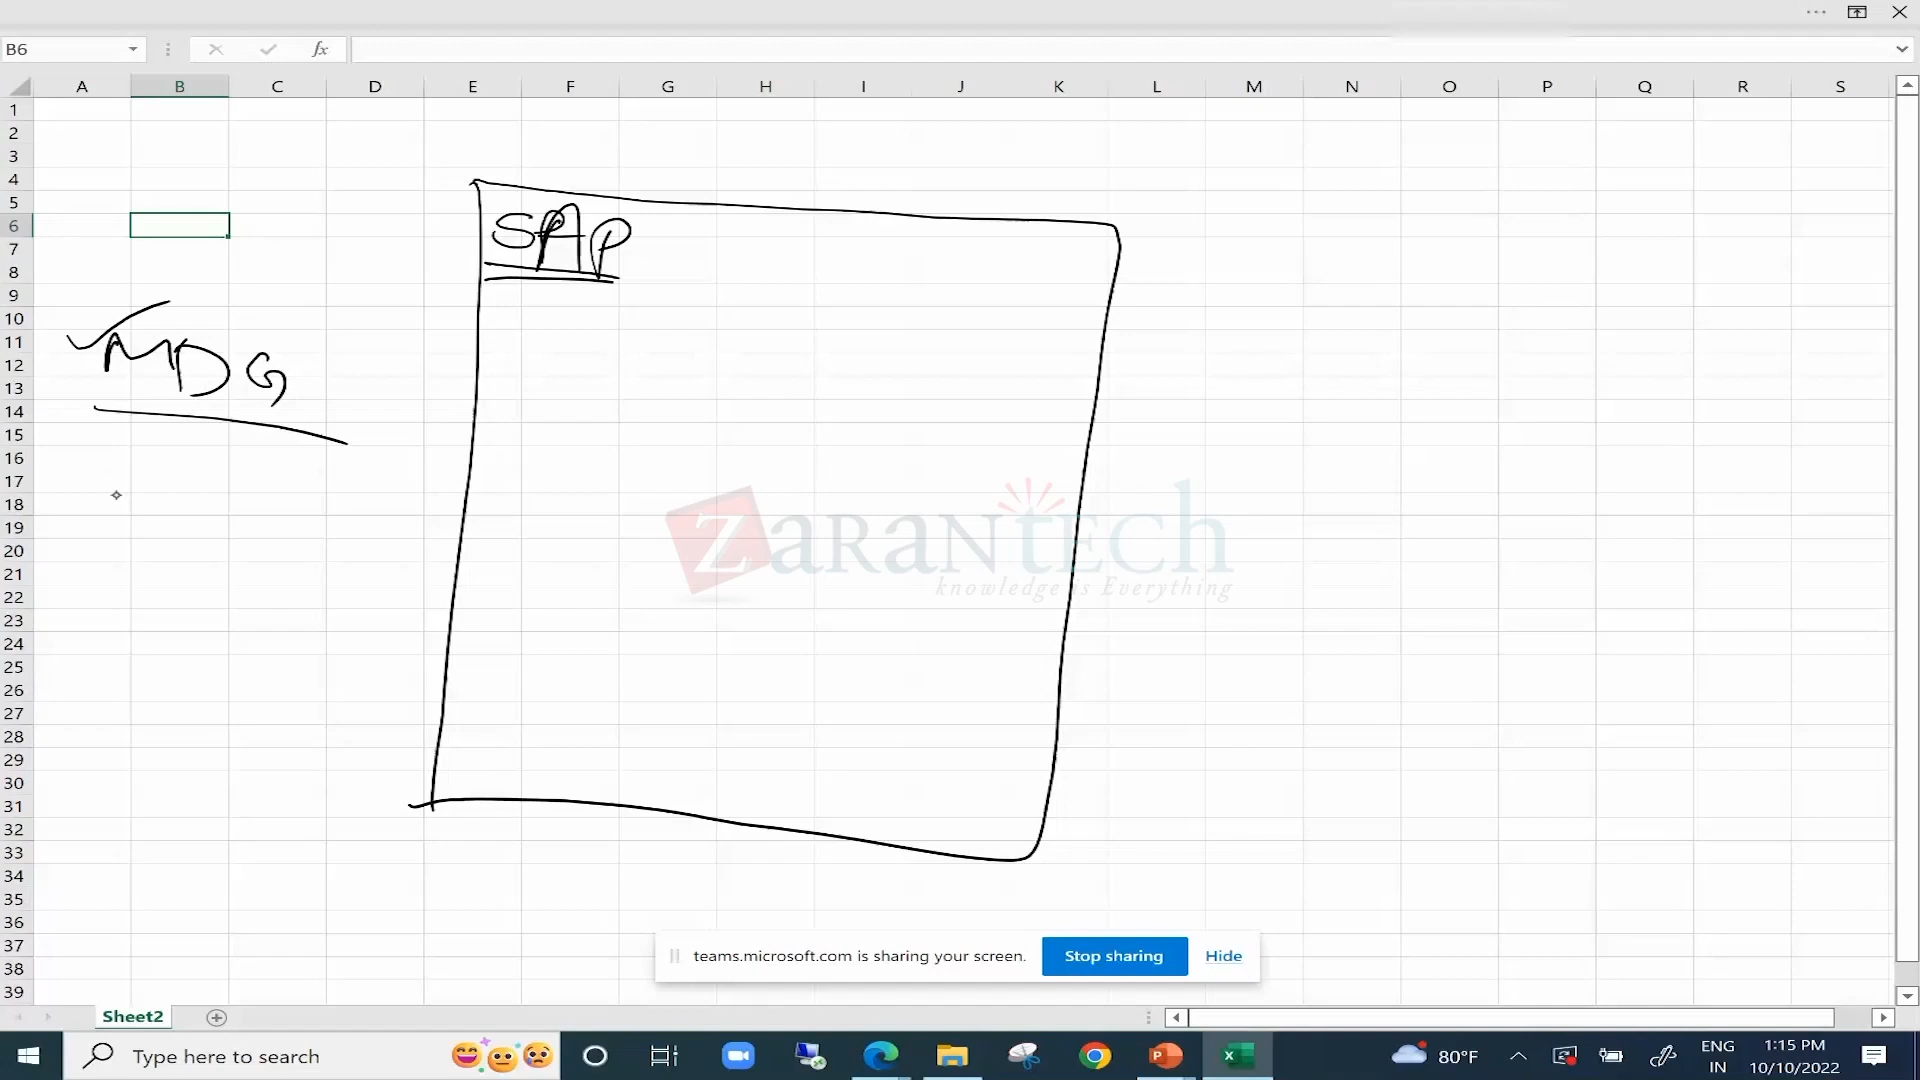 B6
fx
A B C D E F G H I J K L M N O P Q R S
1
2
3
4
5
6
7
8
9
10
11
12
13
14
15
16
17
18
19
20
21
22
23
24
25
26
27
28
29
30
31
32
33
34
35
36
37
38
39
SAP
MDG
ZaranTech
knowledge is Everything
teams.microsoft.com is sharing your screen. Stop sharing Hide
Sheet2
Type here to search
80°F
ENG
IN
1:15 PM
10/10/2022